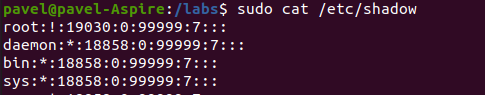 pavel@pavel-Aspire:/labs$ sudo cat /etc/shadow
root:!:19030:0:99999:7:::
daemon:*:18858:0:99999:7:::
bin:*:18858:0:99999:7:::
sys:*:18858:0:99999:7:::